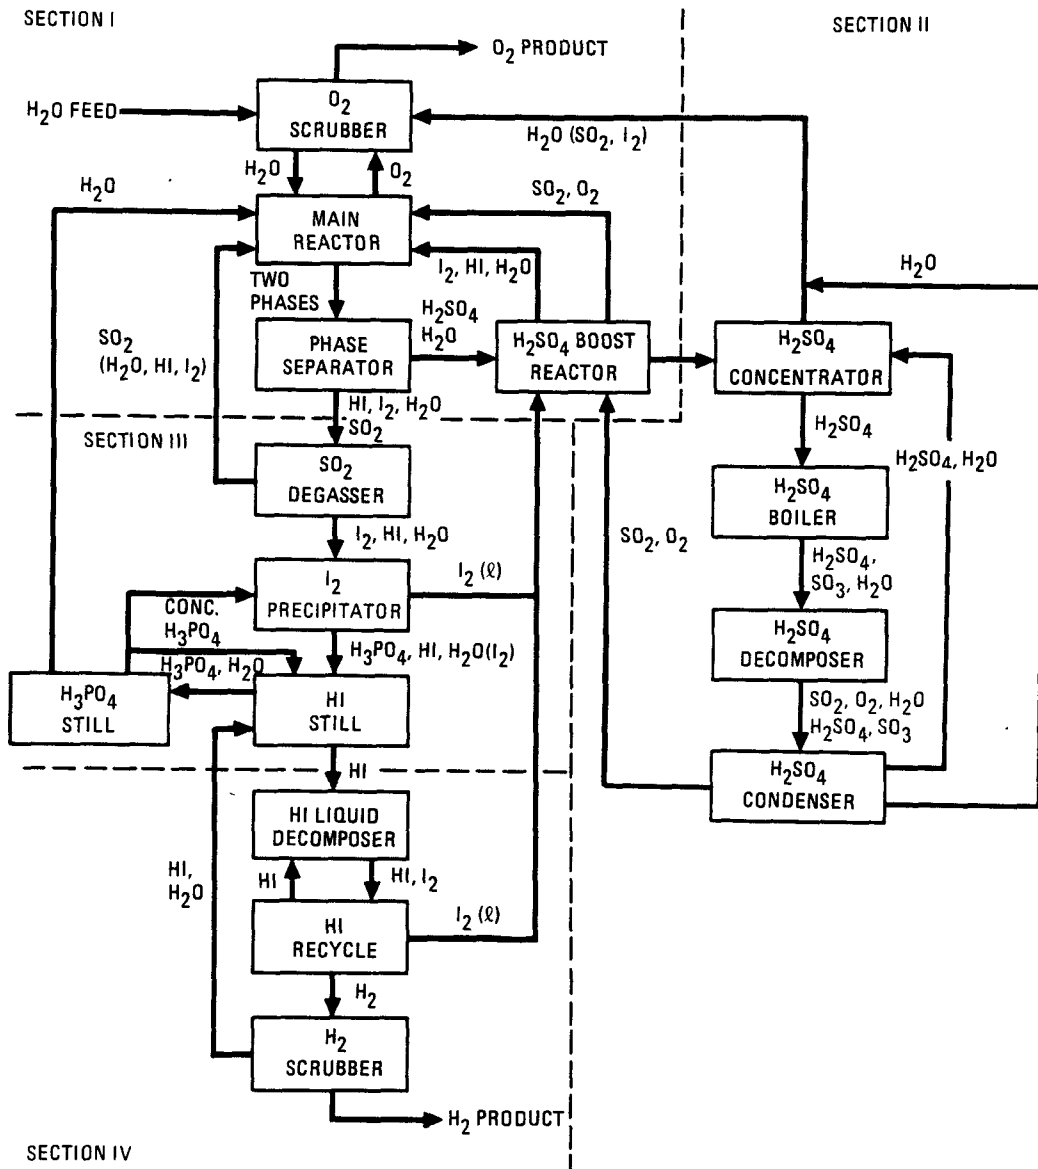 SECTION I
SECTION II
O2 PRODUCT
H2O FEED
O2
SCRUBBER
H2O (SO2, I2)
H2O
O2
H2O
SO2, O2
MAIN
REACTOR
I2, HI, H2O
H2O
TWO
PHASES
H2SO4
H2O
PHASE
SEPARATOR
H2SO4 BOOST
REACTOR
H2SO4
CONCENTRATOR
SO2
(H2O, HI, I2)
HI, I2, H2O
SO2
H2SO4
H2SO4, H2O
SECTION III
SO2
DEGASSER
H2SO4
BOILER
SO2, O2
I2, HI, H2O
H2SO4,
SO3, H2O
I2
PRECIPITATOR
I2 (ℓ)
CONC.
H3PO4
H3PO4, HI, H2O(I2)
H2SO4
DECOMPOSER
H3PO4, H2O
H3PO4
STILL
HI
STILL
SO2, O2, H2O
H2SO4, SO3
HI
H2SO4
CONDENSER
HI LIQUID
DECOMPOSER
HI,
H2O
HI
HI, I2
HI
RECYCLE
I2 (ℓ)
H2
H2
SCRUBBER
H2 PRODUCT
SECTION IV